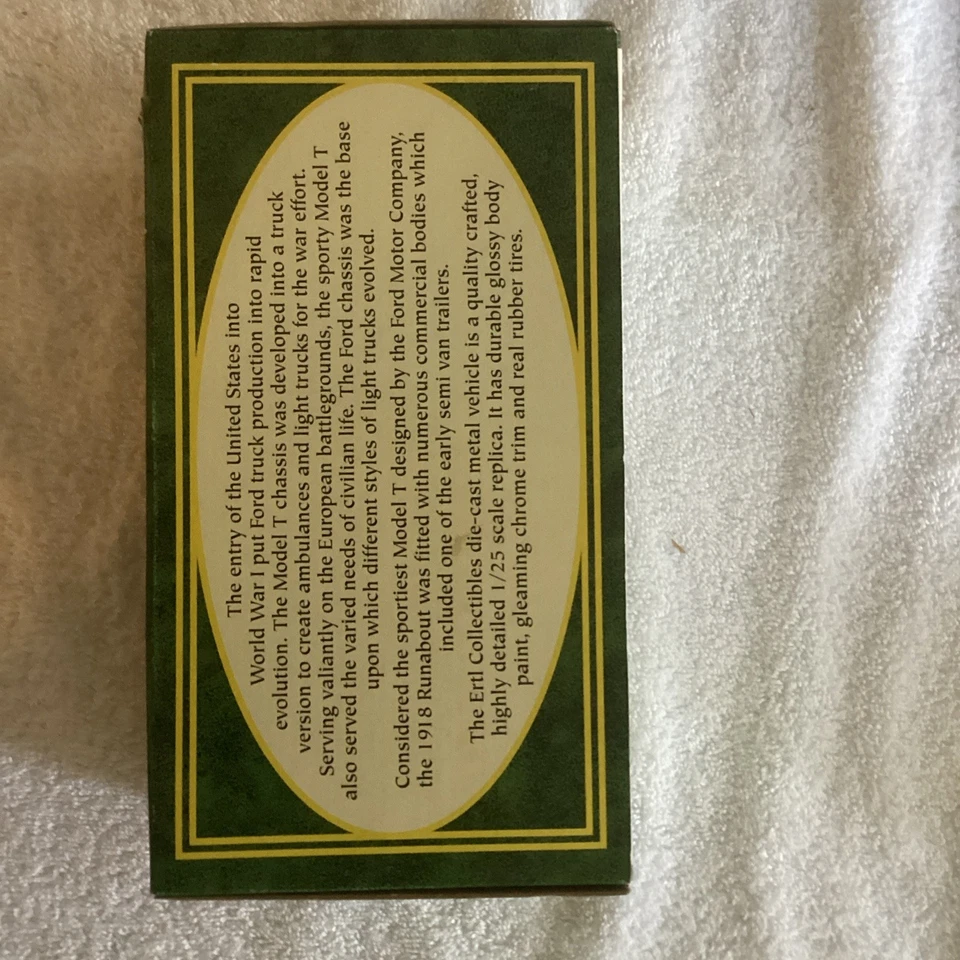 The entry of the United States into
World War I put Ford truck production into rapid
evolution. The Model T chassis was developed into a truck
version to create ambulances and light trucks for the war effort.
Serving valiantly on the European battlegrounds, the sporty Model T
also served the varied needs of civilian life. The Ford chassis was the base
upon which different styles of light trucks evolved.
Considered the sportiest Model T designed by the Ford Motor Company,
the 1918 Runabout was fitted with numerous commercial bodies which
included one of the early semi van trailers.
The Ertl Collectibles die-cast metal vehicle is a quality crafted,
highly detailed 1/25 scale replica. It has durable glossy body
paint, gleaming chrome trim and real rubber tires.